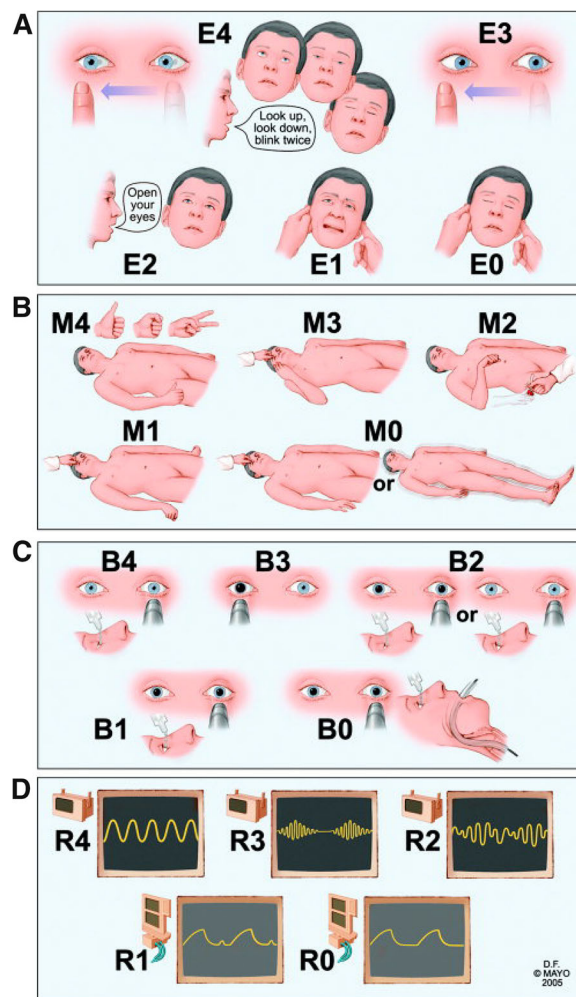 A
E4
E3
Look up,
look down,
blink twice
Open
your
eyes
E2
E1
E0
B
M4
M3
M2
M1
M0
or
C
B4
B3
B2
or
B1
B0
D
R4
R3
R2
R1
R0
D.F.
© MAYO
2005